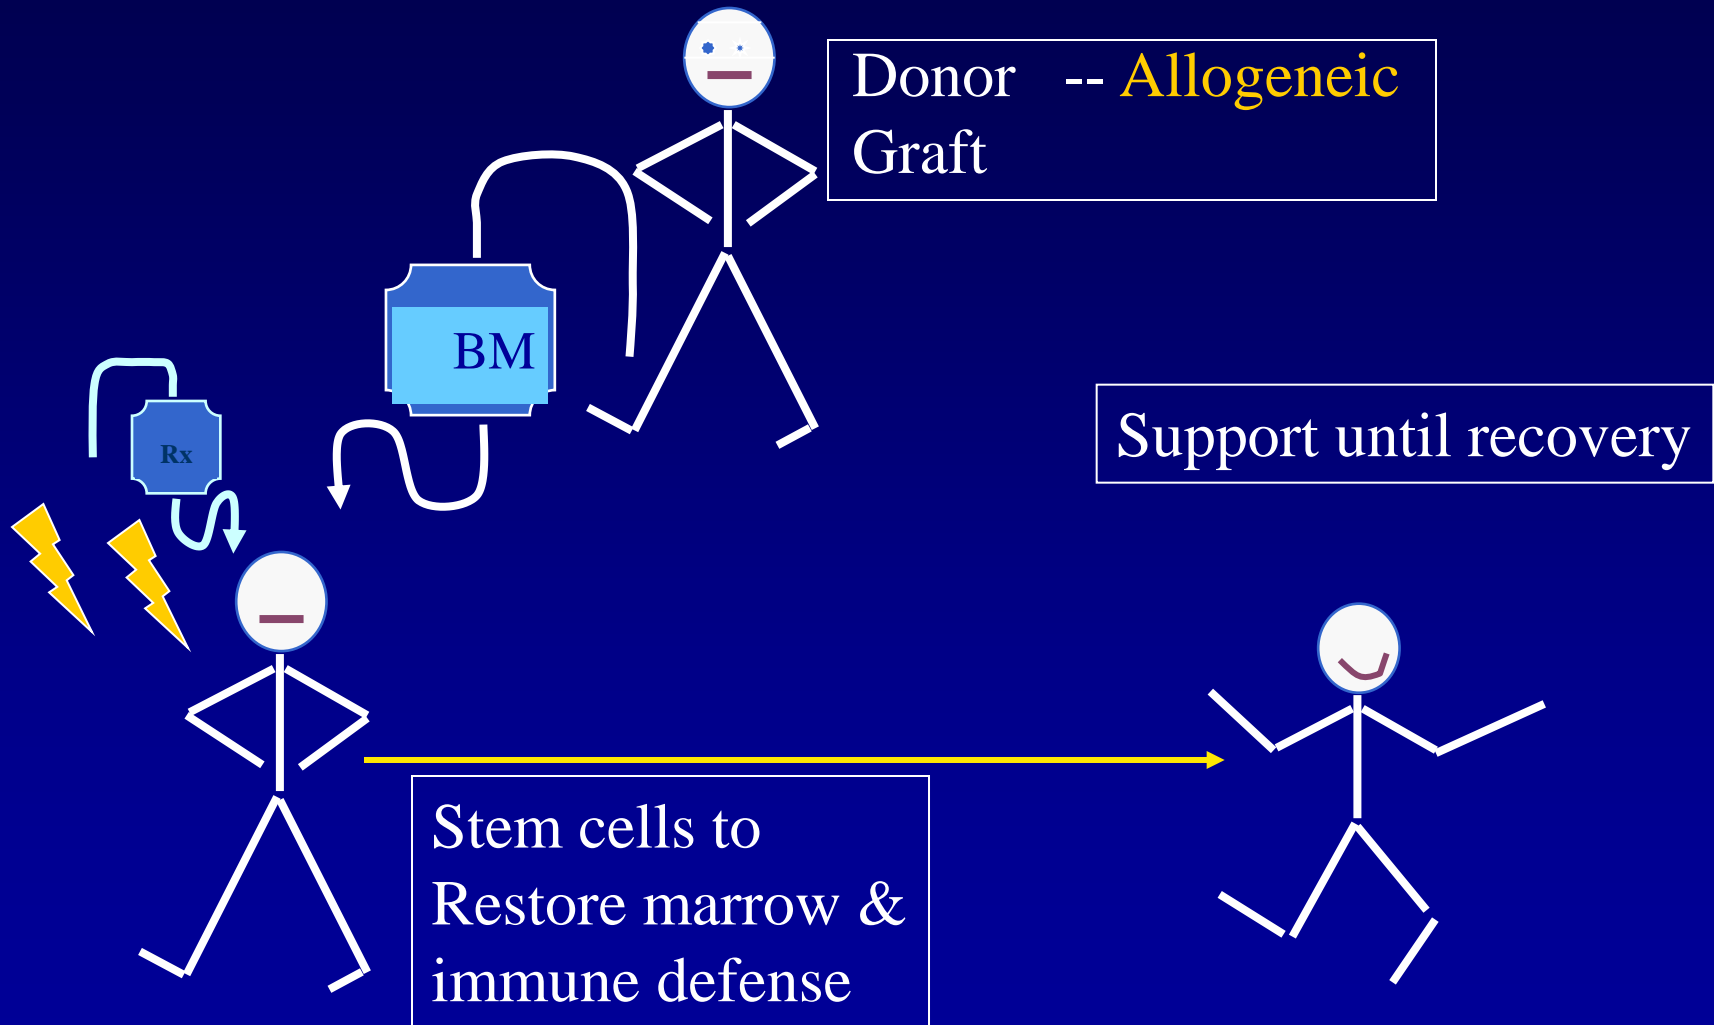 Donor -- Allogeneic
Graft
BM
Rx
Support until recovery
Stem cells to
Restore marrow &
immune defense